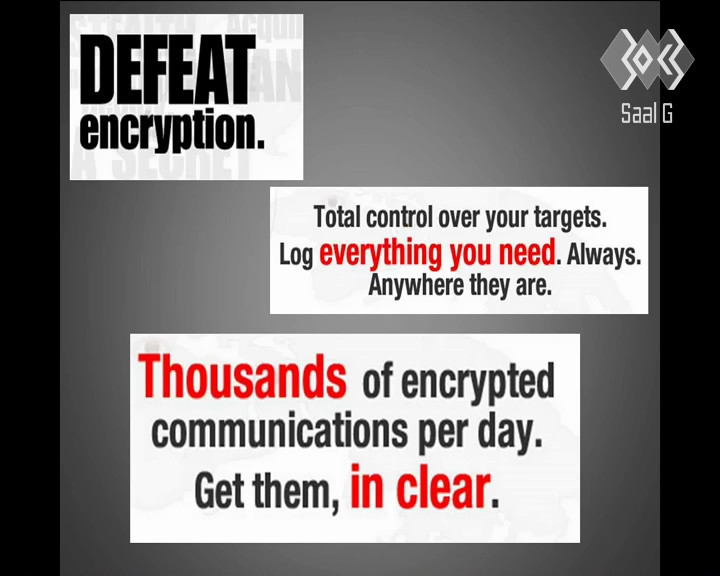 DEFEAT
encryption.
Saal G
Total control over your targets.
Log everything you need. Always.
Anywhere they are.
Thousands of encrypted
communications per day.
Get them, in clear.